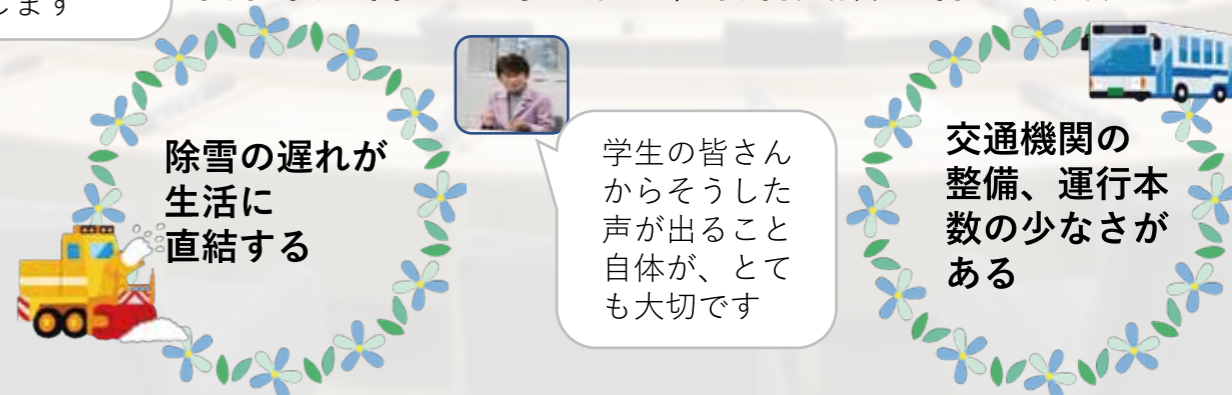 します
除雪の遅れが
生活に
直結する
学生の皆さん
からそうした
声が出ること
自体が、とて
も大切です
交通機関の
整備、運行本
数の少なさが
ある